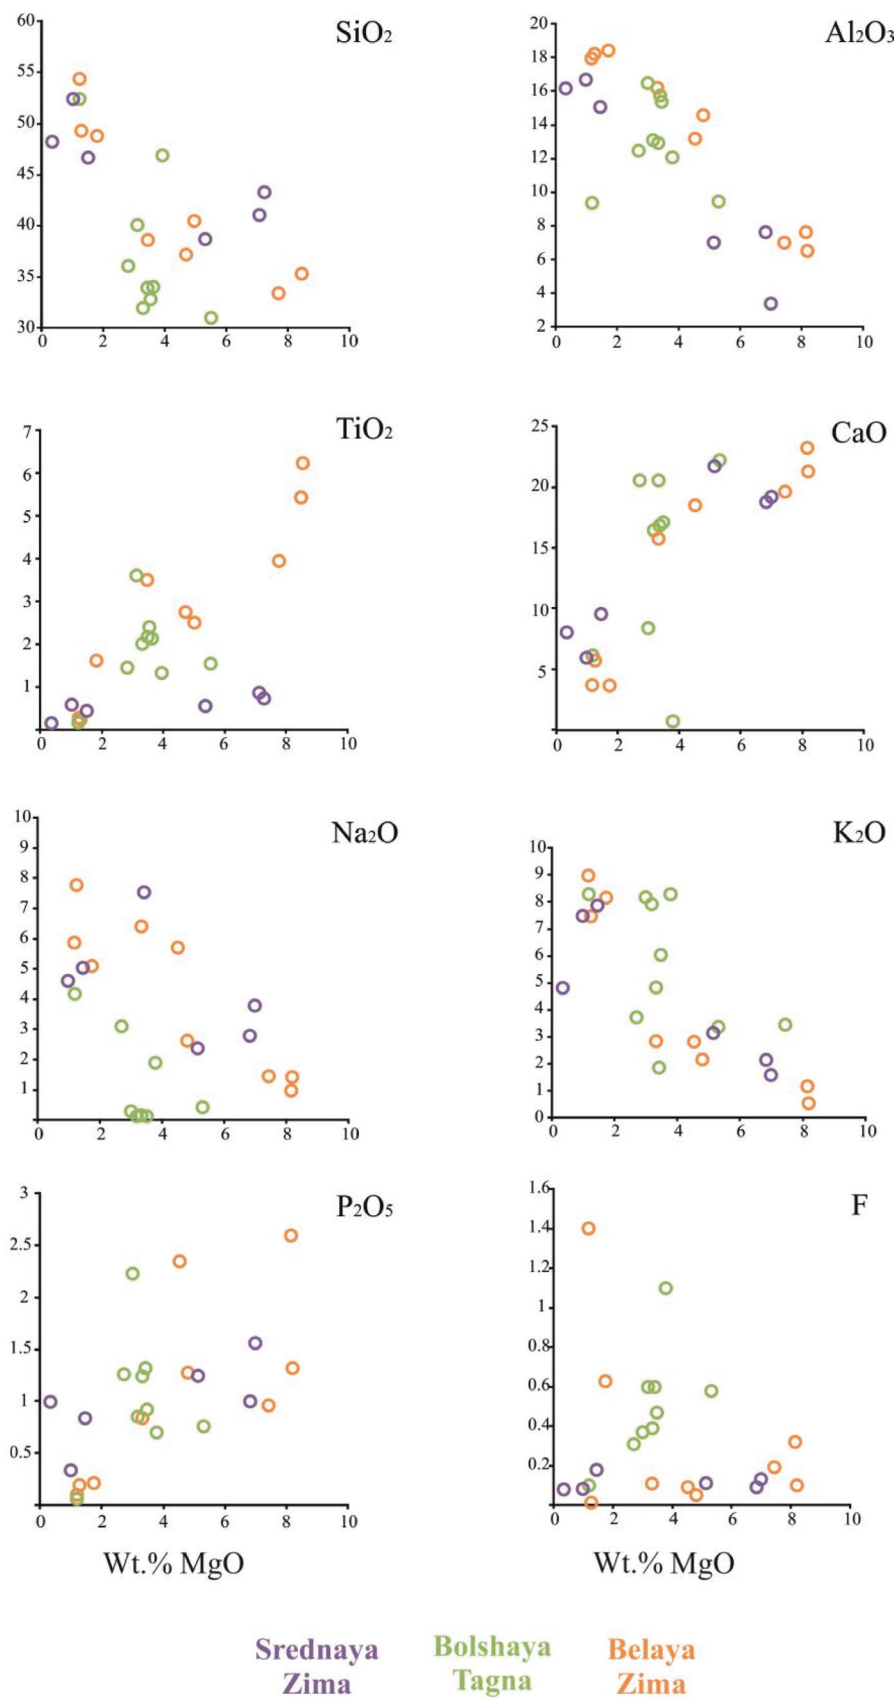 SiO₂
60
55
50
45
40
35
30
0 2 4 6 8 10
Al₂O₃
20
18
16
14
12
10
8
6
4
2
0 2 4 6 8 10
TiO₂
7
6
5
4
3
2
1
0 2 4 6 8 10
CaO
25
20
15
10
5
0 2 4 6 8 10
Na₂O
10
9
8
7
6
5
4
3
2
1
0 2 4 6 8 10
K₂O
10
9
8
7
6
5
4
3
2
1
0
0 2 4 6 8 10
P₂O₅
3
2.5
2
1.5
1
0.5
0 2 4 6 8 10
Wt.% MgO
F
1.6
1.4
1.2
1
0.8
0.6
0.4
0.2
0 2 4 6 8 10
Wt.% MgO
Srednaya
Zima
Bolshaya
Tagna
Belaya
Zima